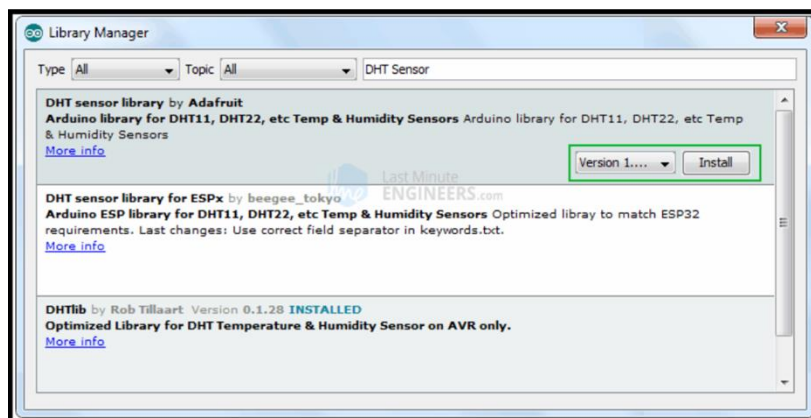 Library Manager
Type All Topic All DHT Sensor
DHT sensor library by Adafruit
Arduino library for DHT11, DHT22, etc Temp & Humidity Sensors Arduino library for DHT11, DHT22, etc Temp
& Humidity Sensors
More info
Version 1.... Install
Last Minute
ENGINEERS.com
DHT sensor library for ESPx by beegee_tokyo
Arduino ESP library for DHT11, DHT22, etc Temp & Humidity Sensors Optimized libray to match ESP32
requirements. Last changes: Use correct field separator in keywords.txt.
More info
DHTlib by Rob Tillaart Version 0.1.28 INSTALLED
Optimized Library for DHT Temperature & Humidity Sensor on AVR only.
More info